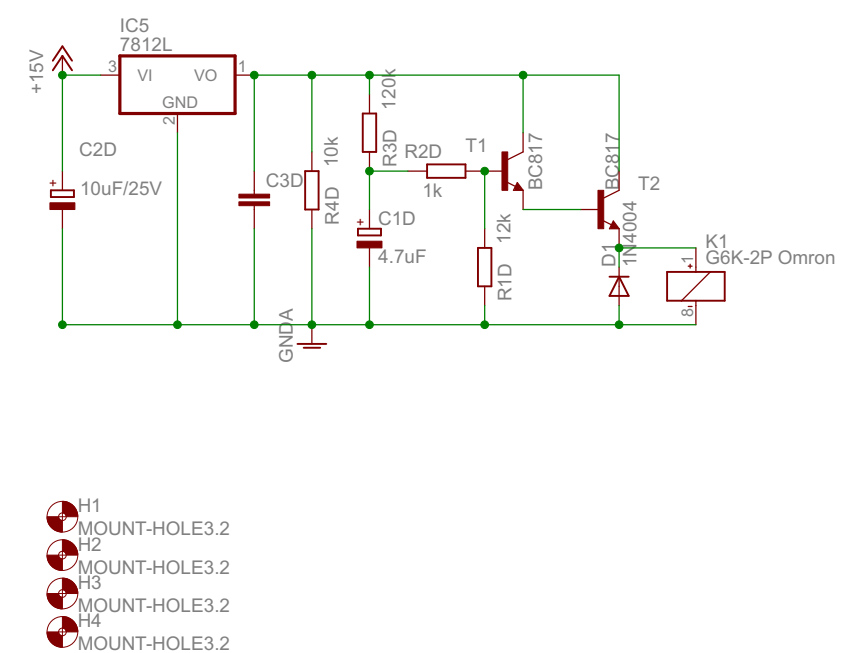 IC5
7812L
+15V
3
VI
VO
1
GND
2
C2D
10uF/25V
C3D
10k
R4D
120k
R3D
R2D
1k
C1D
4.7uF
T1
BC817
12k
R1D
BC817
T2
D1
1N4004
K1
G6K-2P Omron
1
8
GNDA
H1
MOUNT-HOLE3.2
H2
MOUNT-HOLE3.2
H3
MOUNT-HOLE3.2
H4
MOUNT-HOLE3.2